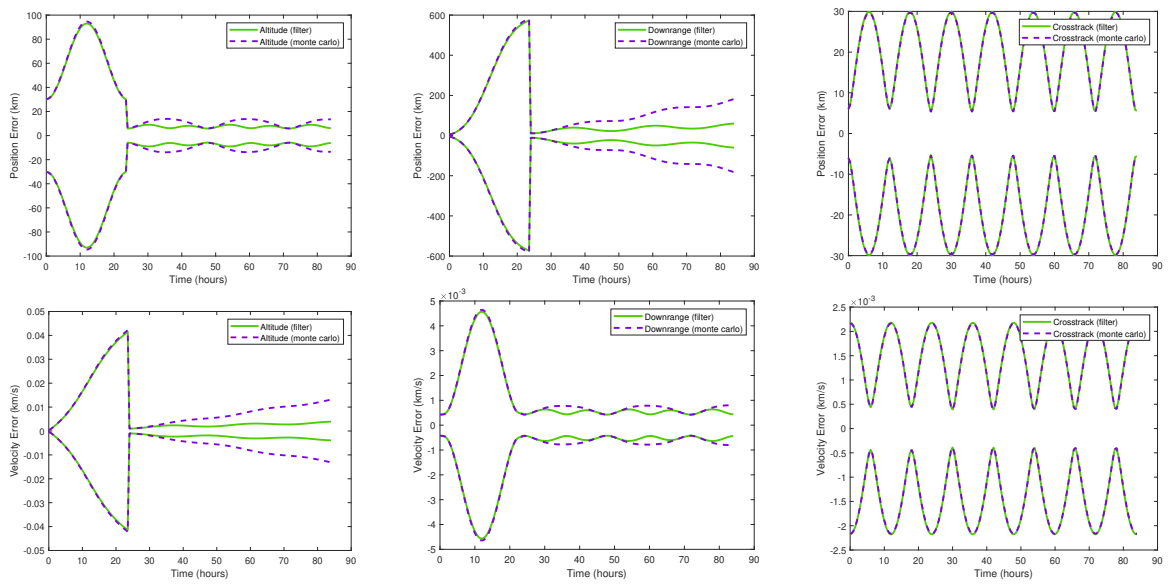 100
80
60
40
20
0
-20
-40
-60
-80
-100
Position Error (km)
Altitude (filter)
Altitude (monte carlo)
0 10 20 30 40 50 60 70 80 90
Time (hours)
600
400
200
0
-200
-400
-600
Position Error (km)
Downrange (filter)
Downrange (monte carlo)
0 10 20 30 40 50 60 70 80 90
Time (hours)
30
20
10
0
-10
-20
-30
Position Error (km)
Crosstrack (filter)
Crosstrack (monte carlo)
0 10 20 30 40 50 60 70 80 90
Time (hours)
0.05
0.04
0.03
0.02
0.01
0
-0.01
-0.02
-0.03
-0.04
0.05
Velocity Error (km/s)
Altitude (filter)
Altitude (monte carlo)
0 10 20 30 40 50 60 70 80 90
Time (hours)
×10⁻³
5
4
3
2
1
0
-1
-2
-3
-4
-5
Velocity Error (km/s)
Downrange (filter)
Downrange (monte carlo)
0 10 20 30 40 50 60 70 80 90
Time (hours)
×10⁻³
2.5
2
1.5
1
0.5
0
-0.5
-1
-1.5
-2
-2.5
Velocity Error (km/s)
Crosstrack (filter)
Crosstrack (monte carlo)
0 10 20 30 40 50 60 70 80 90
Time (hours)